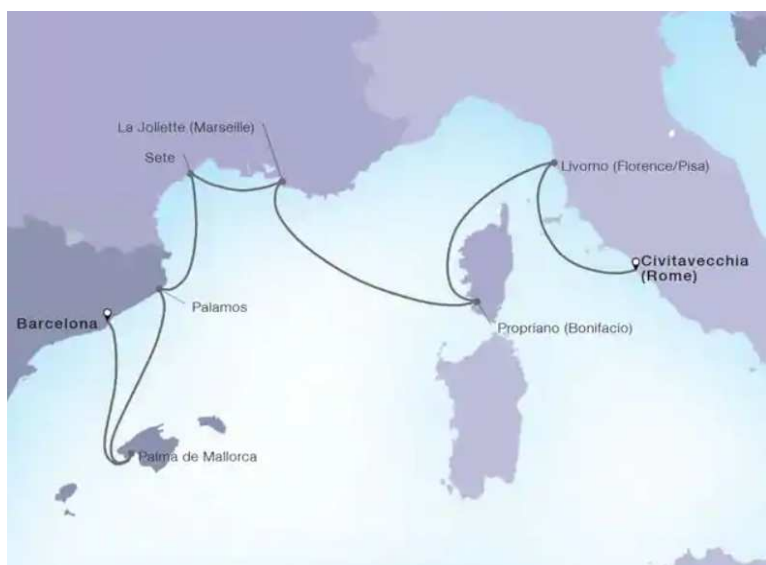 La Joliette (Marseille)
Sete
Livorno (Florence/Pisa)
Civitavecchia
(Rome)
Palamos
Barcelona
Propriano (Bonifacio)
Palma de Mallorca